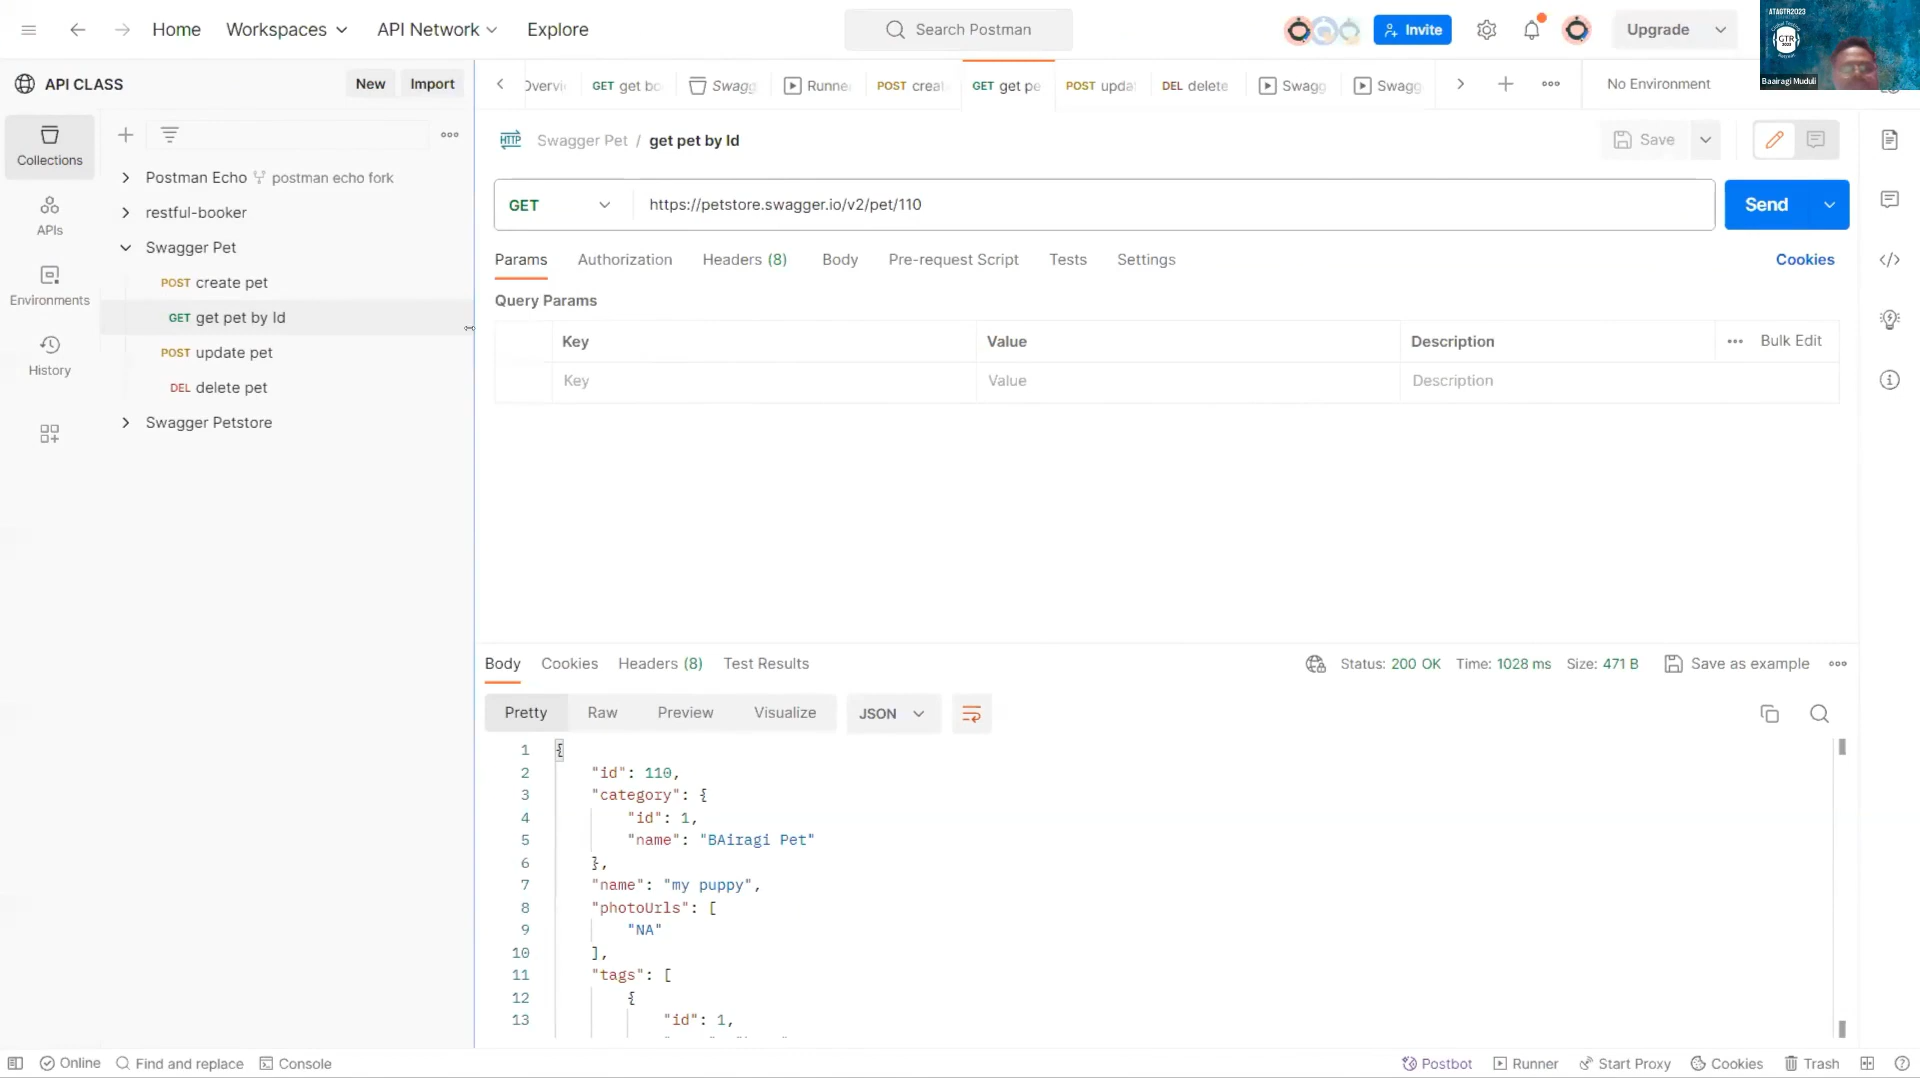 Home Workspaces API Network Explore Search Postman Invite Upgrade
ATAGTR2023
GTR
Baairagi Muduli
API CLASS New Import
Overvi GET get bo Swagg Runne POST creat GET get pe POST updat DEL delete Swagg Swagg No Environment
Collections
APIs
Environments
History
Postman Echo postman echo fork
restful-booker
Swagger Pet
POST create pet
GET get pet by Id
POST update pet
DEL delete pet
Swagger Petstore
HTTP Swagger Pet / get pet by Id Save
GET https://petstore.swagger.io/v2/pet/110 Send
Params Authorization Headers (8) Body Pre-request Script Tests Settings Cookies
Query Params
Key Value Description Bulk Edit
Key Value Description
Body Cookies Headers (8) Test Results Status: 200 OK Time: 1028 ms Size: 471 B Save as example
Pretty Raw Preview Visualize JSON
1 {
2 "id": 110,
3 "category": {
4 "id": 1,
5 "name": "BAiragi Pet"
6 },
7 "name": "my puppy",
8 "photoUrls": [
9 "NA"
10 ],
11 "tags": [
12 {
13 "id": 1,
Online Find and replace Console Postbot Runner Start Proxy Cookies Trash